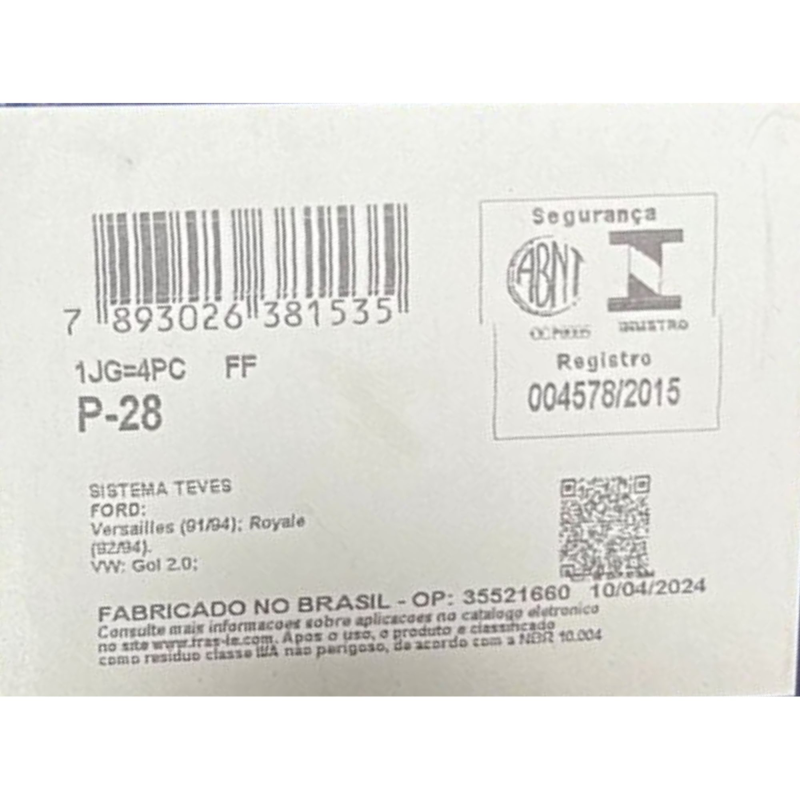 Segurança
ABNT
OCP0005
INMETRO
Registro
004578/2015
7 893026 381535
1JG=4PC FF
P-28
SISTEMA TEVES
FORD:
Versailles (91/94); Royale
(92/94).
VW: Gol 2.0;
FABRICADO NO BRASIL - OP: 35521660 10/04/2024
Consulte mais informacoes sobre aplicacoes no catalogo eletronico
no site www.fras-le.com. Apos o uso, o produto e classificado
como residuo classe II/A não perigoso, de acordo com a NBR 10.004